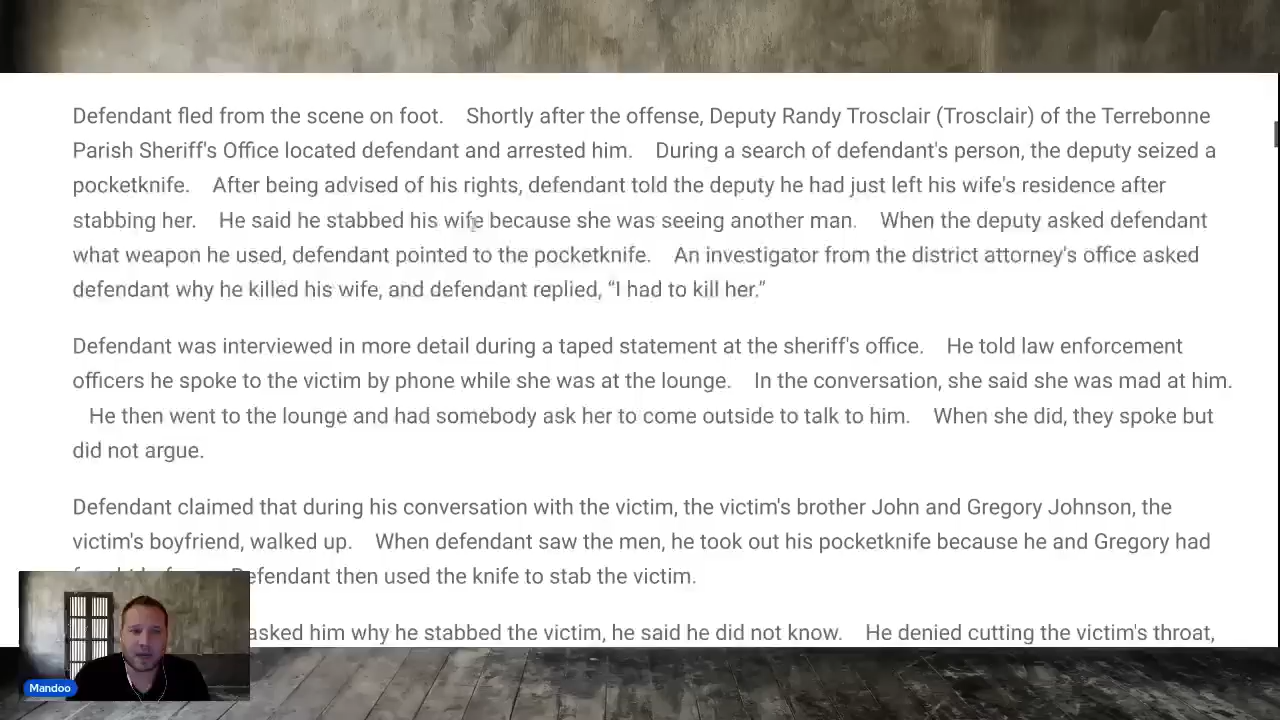 Defendant fled from the scene on foot. Shortly after the offense, Deputy Randy Trosclair (Trosclair) of the Terrebonne
Parish Sheriff's Office located defendant and arrested him. During a search of defendant's person, the deputy seized a
pocketknife. After being advised of his rights, defendant told the deputy he had just left his wife's residence after
stabbing her. He said he stabbed his wife because she was seeing another man. When the deputy asked defendant
what weapon he used, defendant pointed to the pocketknife. An investigator from the district attorney's office asked
defendant why he killed his wife, and defendant replied, “I had to kill her.”
Defendant was interviewed in more detail during a taped statement at the sheriff's office. He told law enforcement
officers he spoke to the victim by phone while she was at the lounge. In the conversation, she said she was mad at him.
He then went to the lounge and had somebody ask her to come outside to talk to him. When she did, they spoke but
did not argue.
Defendant claimed that during his conversation with the victim, the victim's brother John and Gregory Johnson, the
victim's boyfriend, walked up. When defendant saw the men, he took out his pocketknife because he and Gregory had
Defendant then used the knife to stab the victim.
asked him why he stabbed the victim, he said he did not know. He denied cutting the victim's throat,
Mandoo